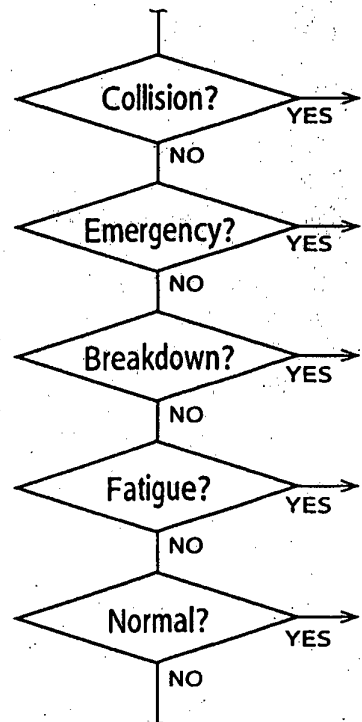 Collision?
YES
NO
Emergency?
YES
NO
Breakdown?
YES
NO
Fatigue?
YES
NO
Normal?
YES
NO